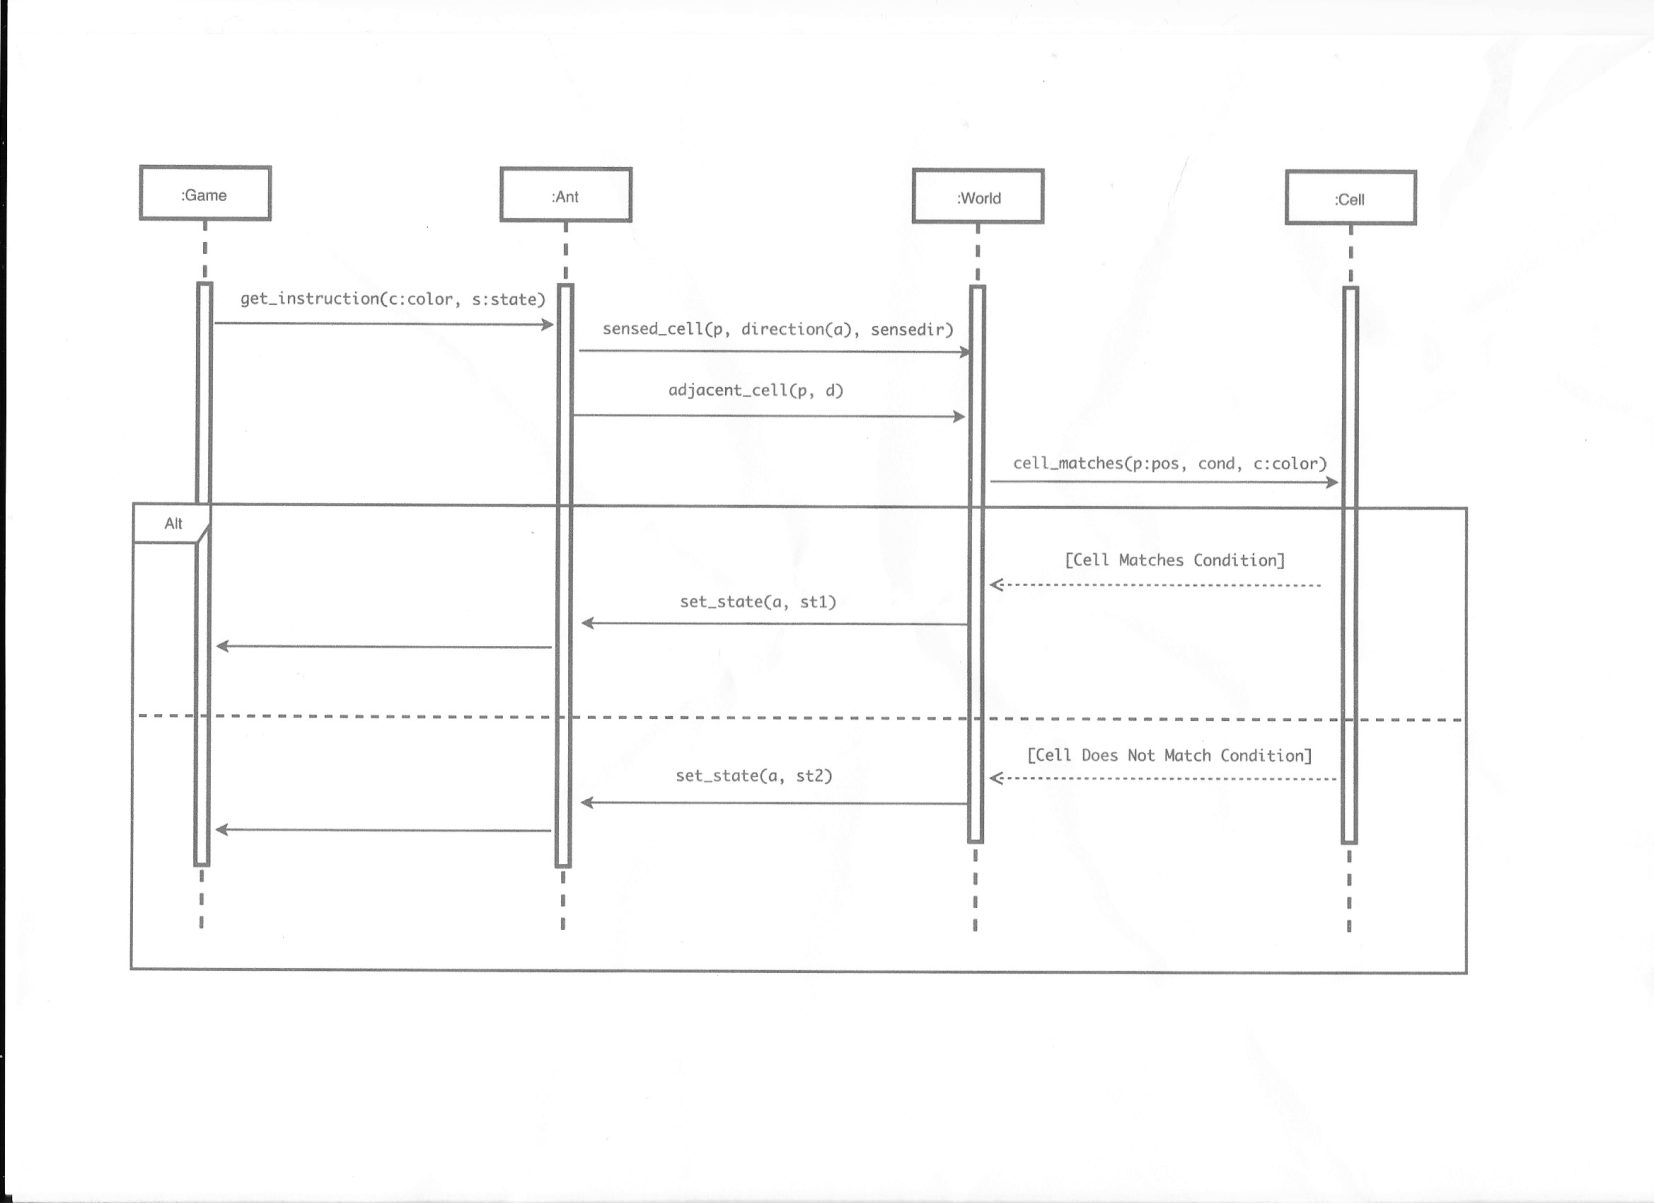 :Game
:Ant
:World
:Cell
get_instruction(c:color, s:state)
sensed_cell(p, direction(a), sensedir)
adjacent_cell(p, d)
cell_matches(p:pos, cond, c:color)
Alt
[Cell Matches Condition]
set_state(a, st1)
[Cell Does Not Match Condition]
set_state(a, st2)